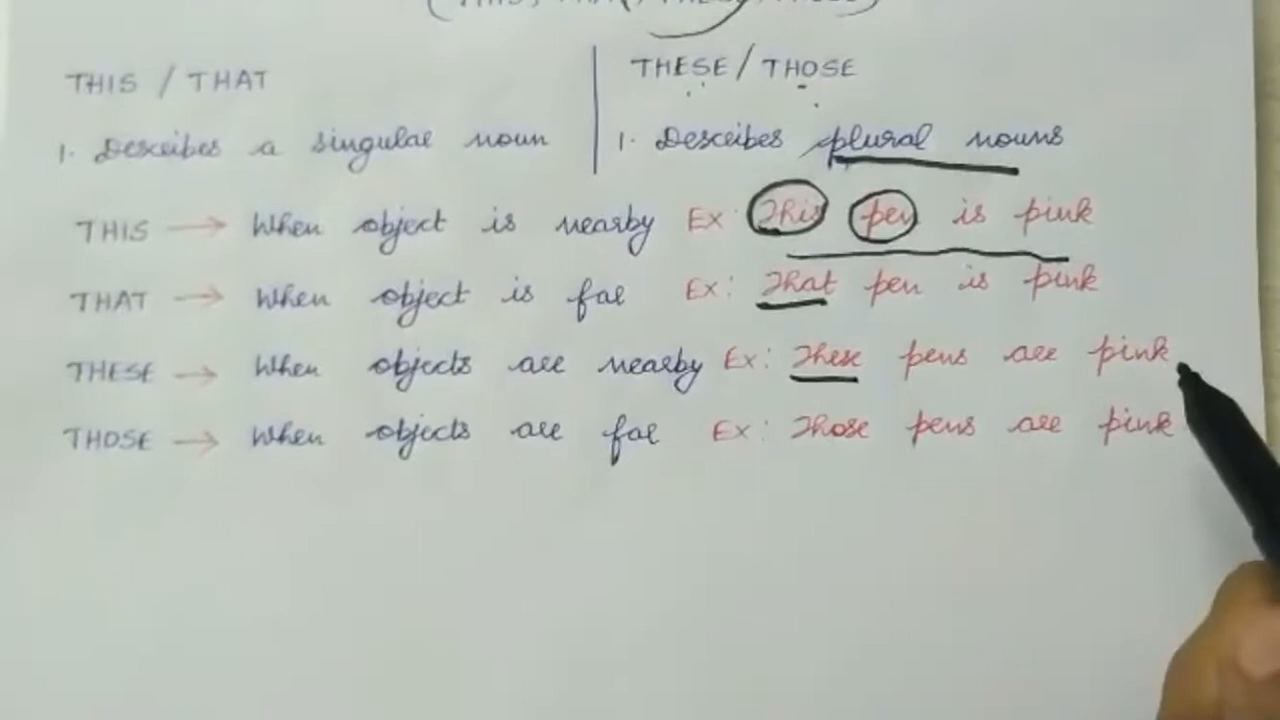 THIS / THAT
THESE / THOSE
1. Describes a singular noun
1. Describes plural nouns
THIS → When object is nearby Ex: This pen is pink
THAT → When object is far Ex: That pen is pink
THESE → When objects are nearby Ex: These pens are pink
THOSE → When objects are far Ex: Those pens are pink